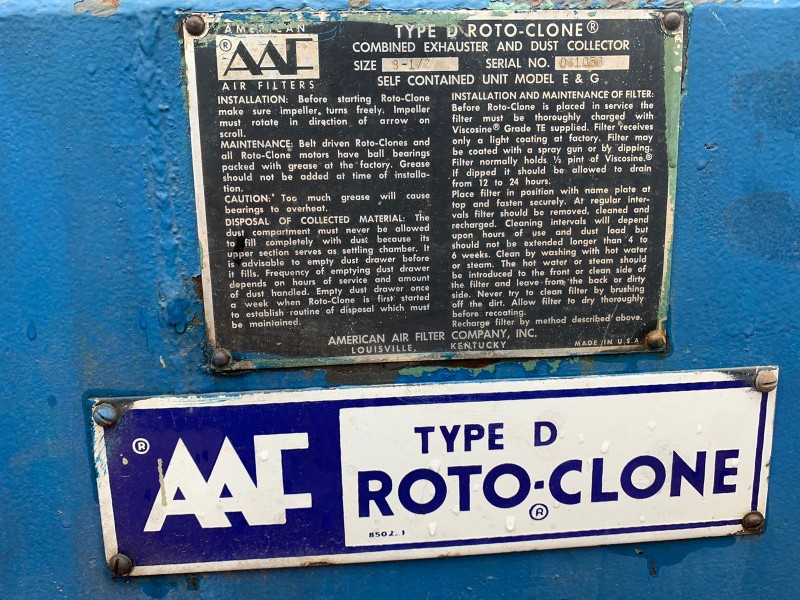 AMERICAN
® AAF
AIR FILTERS
TYPE D ROTO-CLONE®
COMBINED EXHAUSTER AND DUST COLLECTOR
SIZE 8-1/2 SERIAL NO.
SELF CONTAINED UNIT MODEL E & G
INSTALLATION: Before starting Roto-Clone
make sure impeller turns freely. Impeller
must rotate in direction of arrow on
scroll.
MAINTENANCE: Belt driven Roto-Clones and
all Roto-Clone motors have ball bearings
packed with grease at the factory. Grease
should not be added at time of installa-
tion.
CAUTION: Too much grease will cause
bearings to overheat.
DISPOSAL OF COLLECTED MATERIAL: The
dust compartment must never be allowed
to fill completely with dust because its
upper section serves as settling chamber. It
is advisable to empty dust drawer before
it fills. Frequency of emptying dust drawer
depends on hours of service and amount
of dust handled. Empty dust drawer once
a week when Roto-Clone is first started
to establish routine of disposal which must
be maintained.
INSTALLATION AND MAINTENANCE OF FILTER:
Before Roto-Clone is placed in service the
filter must be thoroughly charged with
Viscosine® Grade TE supplied. Filter receives
only a light coating at factory. Filter may
be coated with a spray gun or by dipping.
Filter normally holds ½ pint of Viscosine.®
If dipped it should be allowed to drain
from 12 to 24 hours.
Place filter in position with name plate at
top and fasten securely. At regular inter-
vals filter should be removed, cleaned and
recharged. Cleaning intervals will depend
upon hours of use and dust load but
should not be extended longer than 4 to
6 weeks. Clean by washing with hot water
or steam. The hot water or steam should
be introduced to the front or clean side of
the filter and leave from the back or dirty
side. Never try to clean filter by brushing
off the dirt. Allow filter to dry thoroughly
before recoating.
Recharge filter by method described above.
AMERICAN AIR FILTER COMPANY, INC.
LOUISVILLE, KENTUCKY
MADE IN U.S.A.
® AAF
TYPE D
ROTO-CLONE
®
8502.1